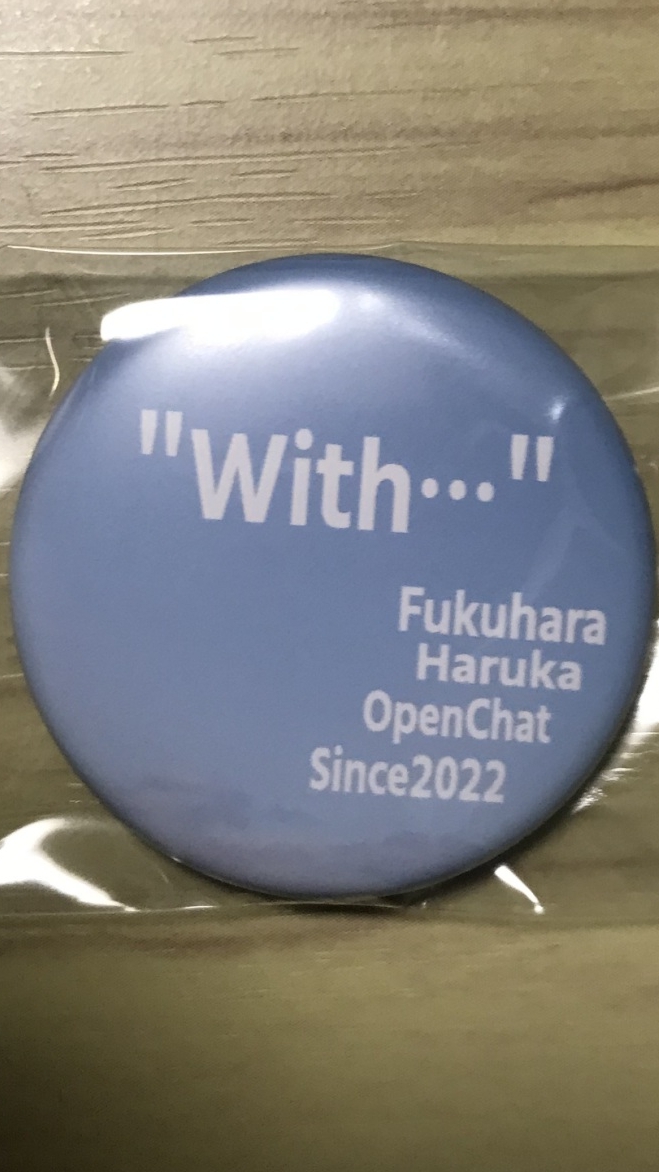 "With…"
Fukuhara
Haruka
OpenChat
Since2022